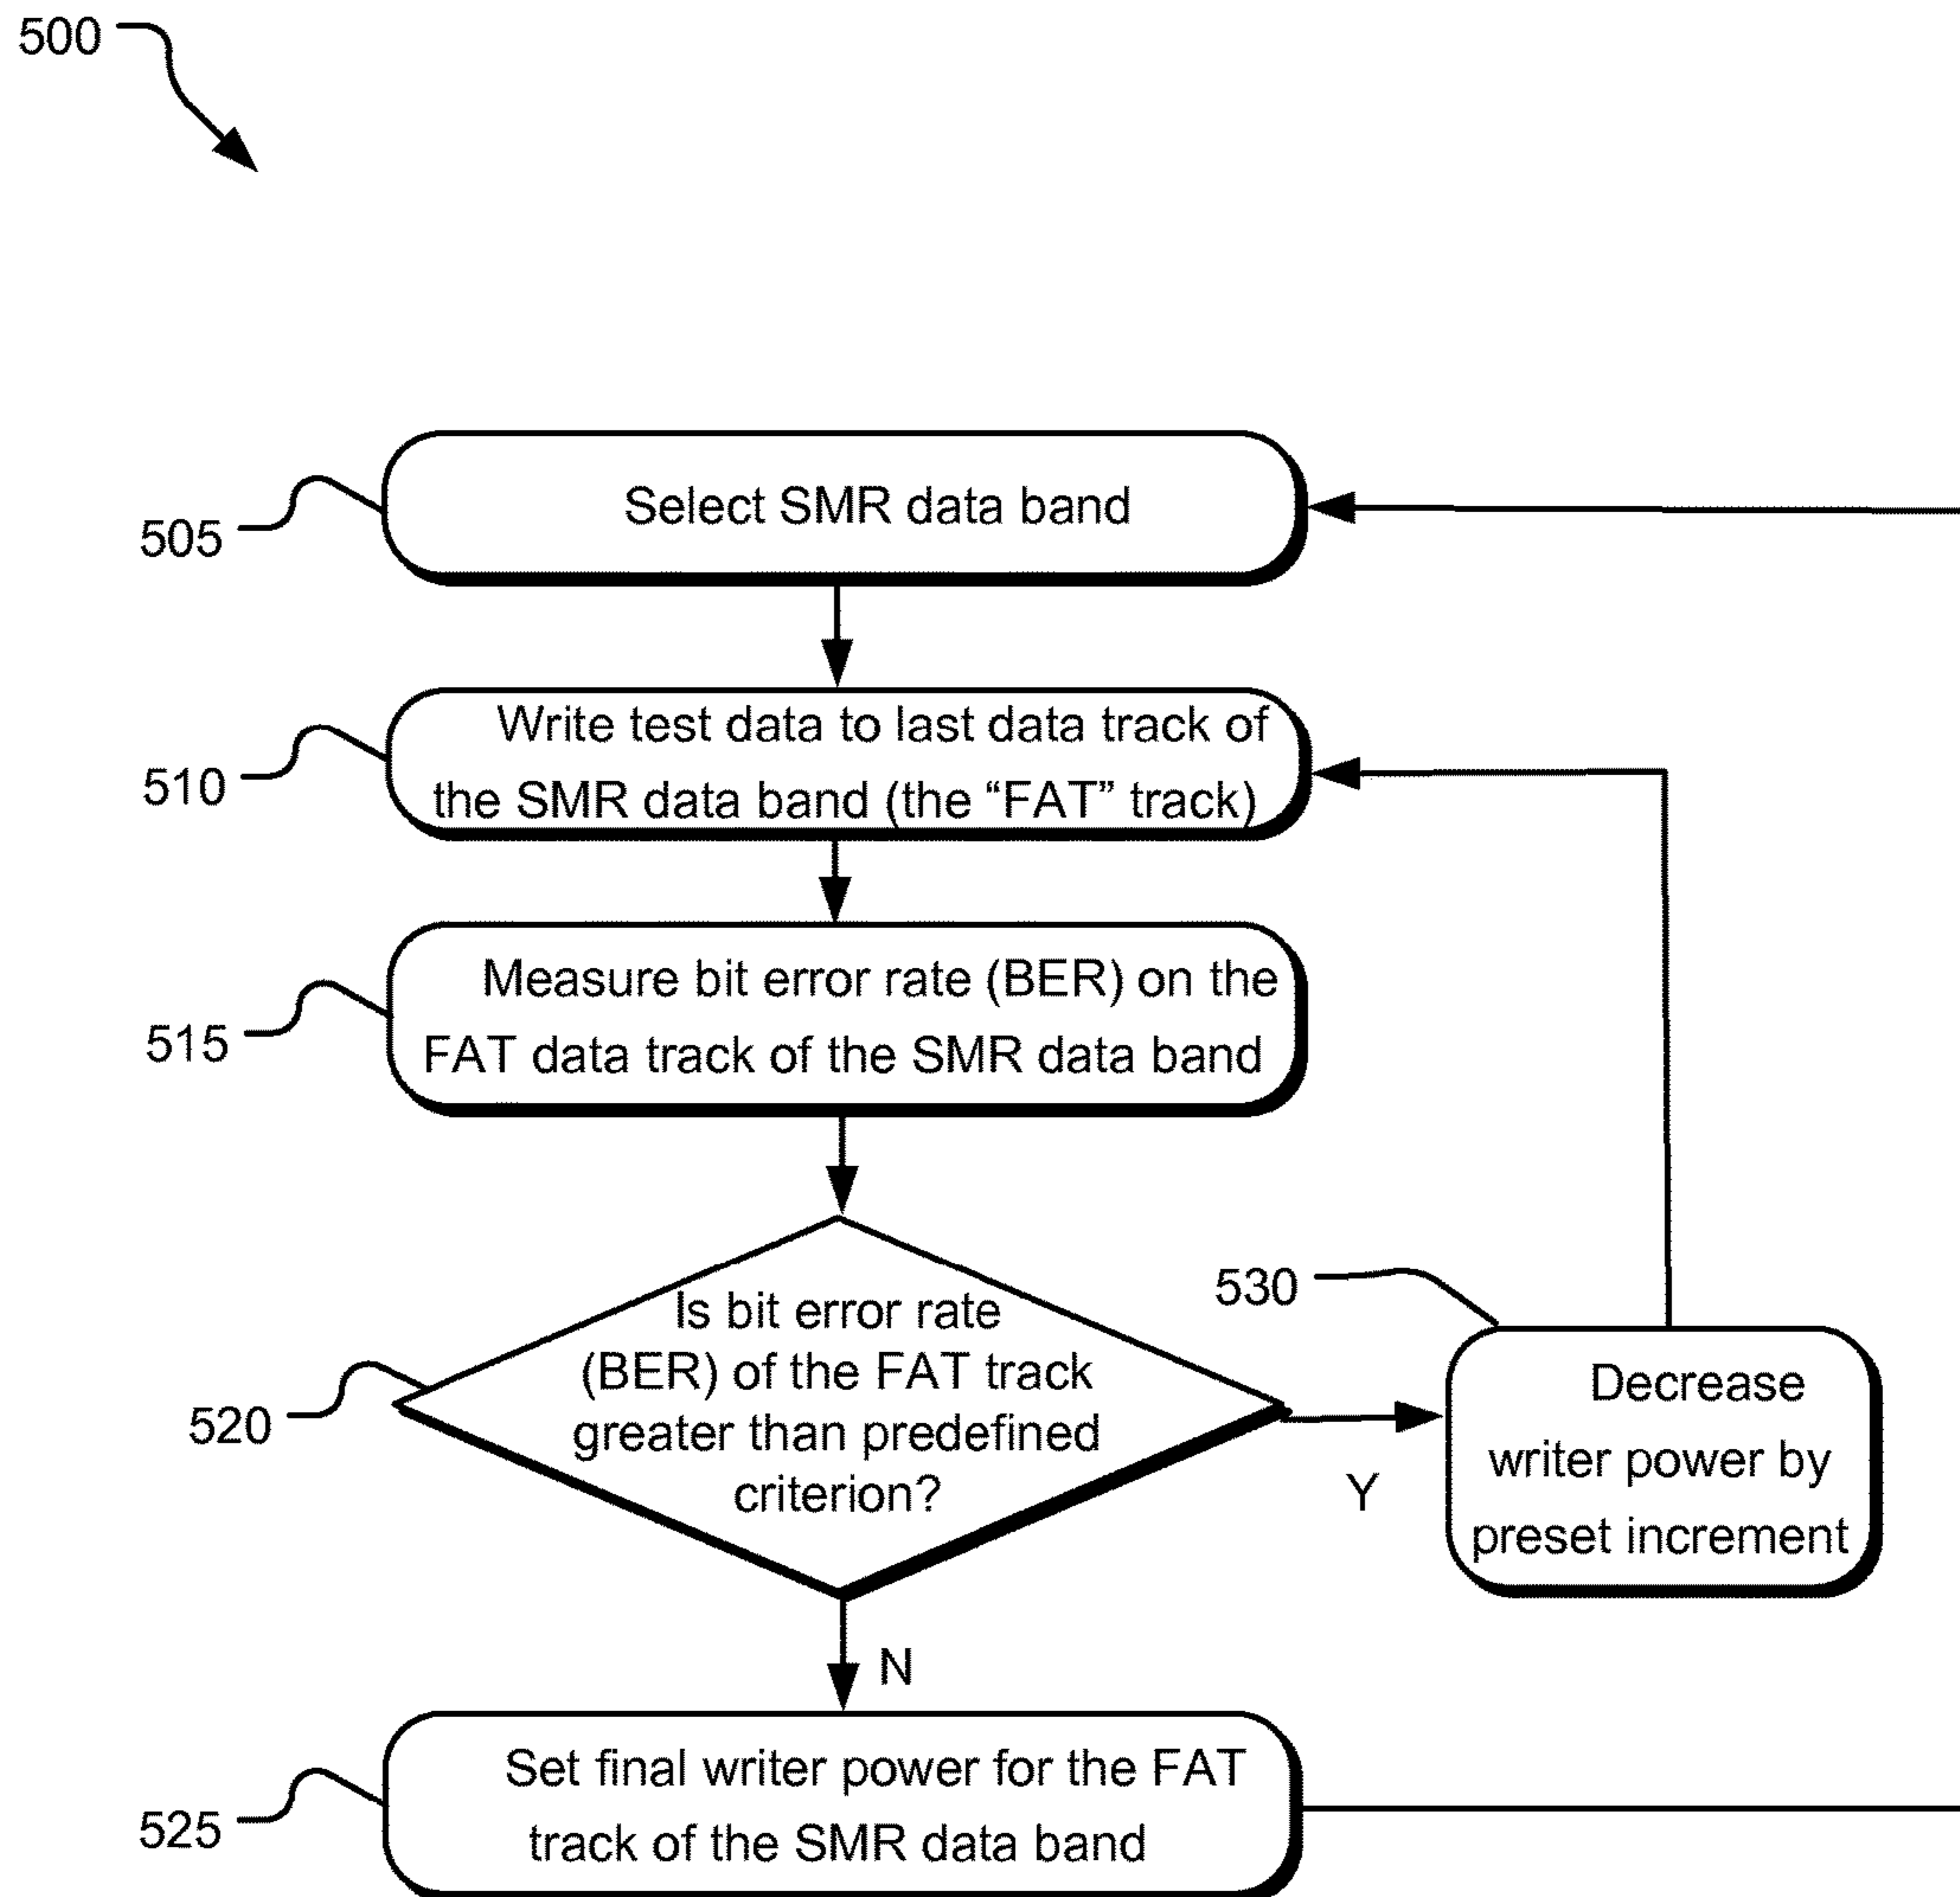 500
505
Select SMR data band
510
Write test data to last data track of
the SMR data band (the “FAT” track)
515
Measure bit error rate (BER) on the
FAT data track of the SMR data band
520
Is bit error rate
(BER) of the FAT track
greater than predefined
criterion?
530
Decrease
writer power by
preset increment
Y
N
525
Set final writer power for the FAT
track of the SMR data band